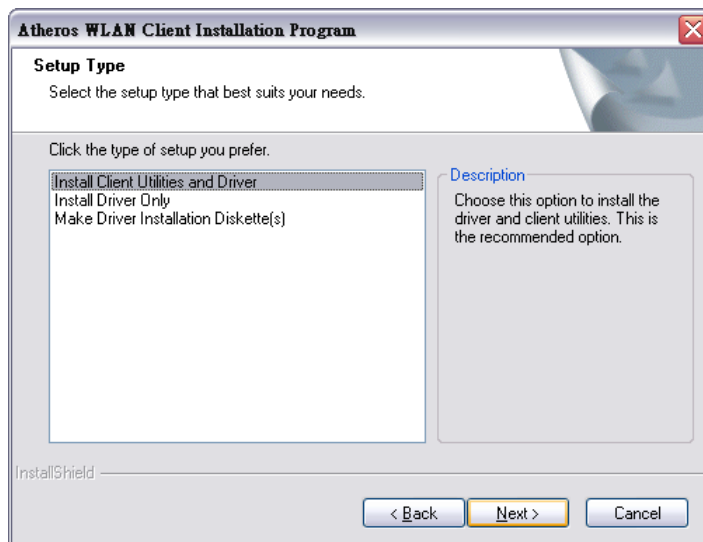 Atheros WLAN Client Installation Program
Setup Type
Select the setup type that best suits your needs.
Click the type of setup you prefer.
Install Client Utilities and Driver
Install Driver Only
Make Driver Installation Diskette(s)
Description
Choose this option to install the
driver and client utilities. This is
the recommended option.
InstallShield
< Back
Next >
Cancel